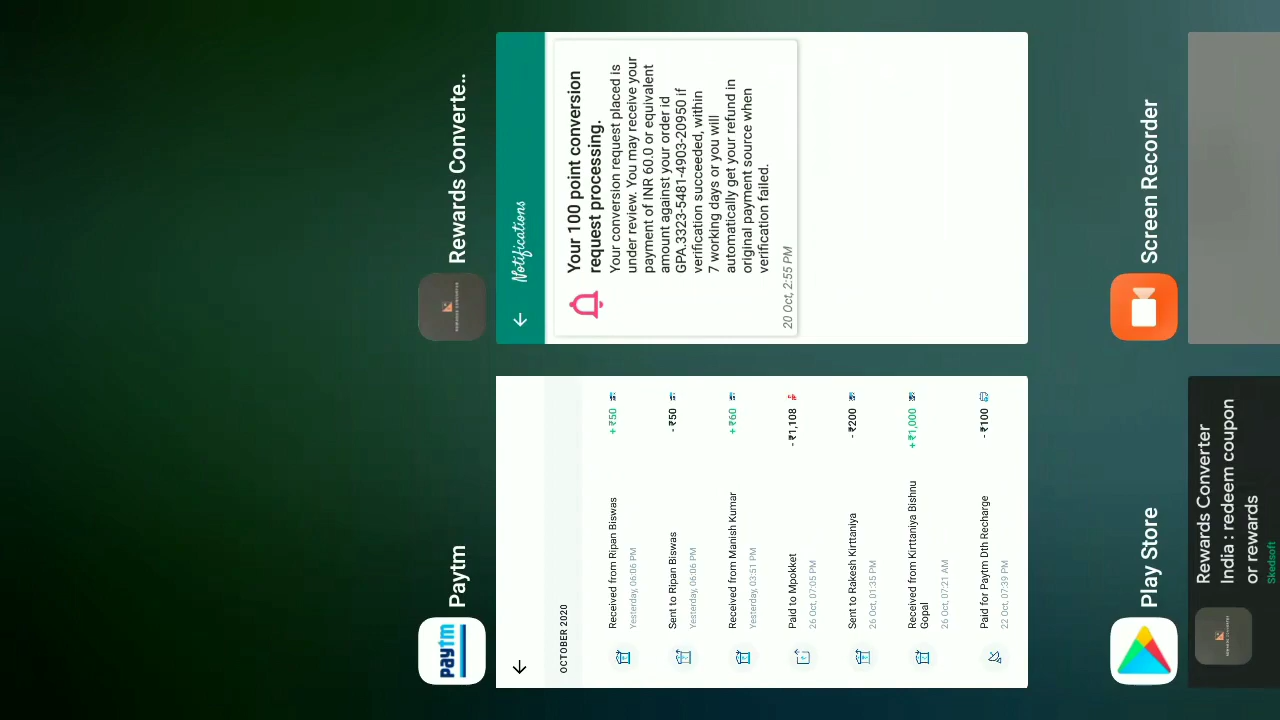 Rewards Converte..
Notifications
Your 100 point conversion
request processing.
Your conversion request placed is
under review. You may receive your
payment of INR 60.0 or equivalent
amount against your order id
GPA.3323-5481-4903-20950 if
verification succeeded, within
7 working days or you will
automatically get your refund in
original payment source when
verification failed.
20 Oct, 2:55 PM
Screen Recorder
Paytm
paytm
OCTOBER 2020
Received from Ripan Biswas
+ ₹50
Yesterday, 06:06 PM
Sent to Ripan Biswas
- ₹50
Yesterday, 06:06 PM
Received from Manish Kumar
+ ₹60
Yesterday, 03:51 PM
Paid to Mpokket
- ₹1,108
26 Oct, 07:05 PM
Sent to Rakesh Kirttaniya
- ₹200
26 Oct, 01:35 PM
Received from Kirttaniya Bishnu
Gopal
+ ₹1,000
26 Oct, 07:21 AM
Paid for Paytm Dth Recharge
- ₹100
22 Oct, 07:39 PM
Play Store
Rewards Converter
India : redeem coupon
or rewards